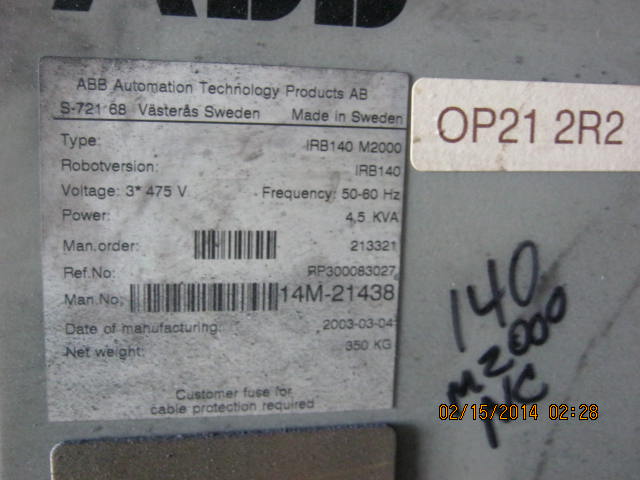 ABB
ABB Automation Technology Products AB
S-721 68 Västerås Sweden Made in Sweden
Type: IRB140 M2000
Robotversion: IRB140
Voltage: 3* 475 V Frequency: 50-60 Hz
Power: 4,5 KVA
Man.order: 213321
Ref.No: RP300083027
Man.No: 14M-21438
Date of manufacturing: 2003-03-04
Net weight: 350 KG
Customer fuse for
cable protection required
OP21 2R2
140
M2000
02/15/2014 02:28